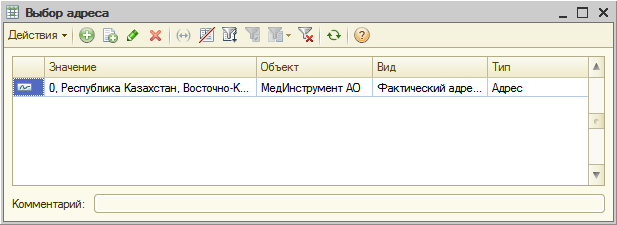 Выбор адреса
Действия
Значение Объект Вид Тип
0, Республика Казахстан, Восточно-К... МедИнструмент АО Фактический адре... Адрес
Комментарий: